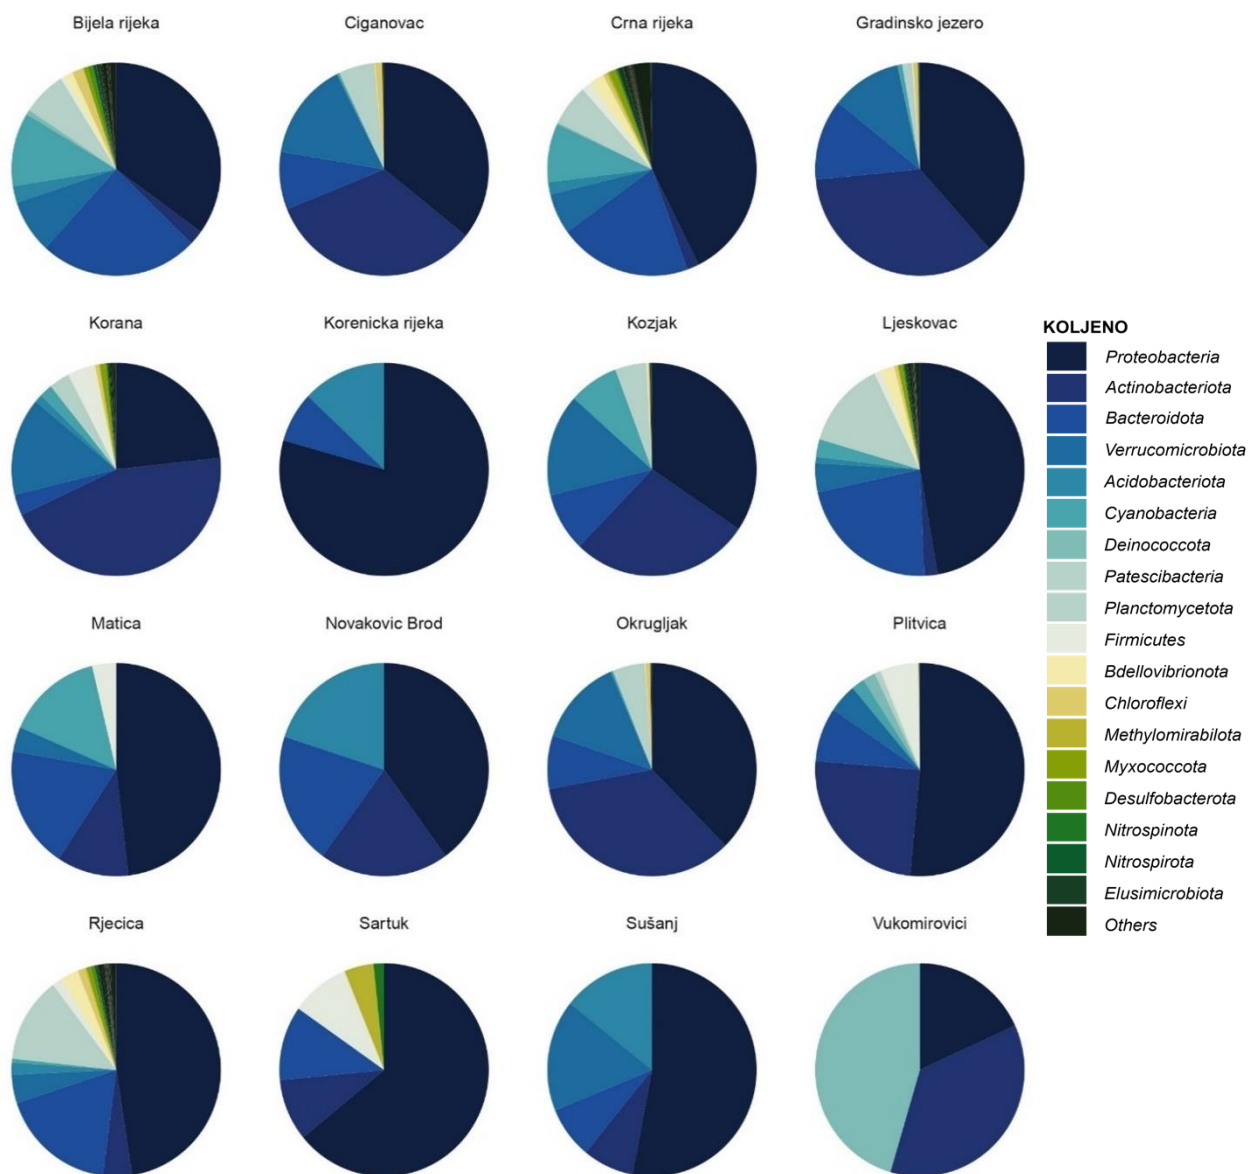 Bijela rijeka
Ciganovac
Crna rijeka
Gradinsko jezero
Korana
Korenicka rijeka
Kozjak
Ljeskovac
Matica
Novakovic Brod
Okrugljak
Plitvica
Rjecica
Sartuk
Sušanj
Vukomirovici
KOLJENO
Proteobacteria
Actinobacteriota
Bacteroidota
Verrucomicrobiota
Acidobacteriota
Cyanobacteria
Deinococcota
Patescibacteria
Planctomycetota
Firmicutes
Bdellovibrionota
Chloroflexi
Methylomirabilota
Myxococcota
Desulfobacterota
Nitrospinota
Nitrospirota
Elusimicrobiota
Others